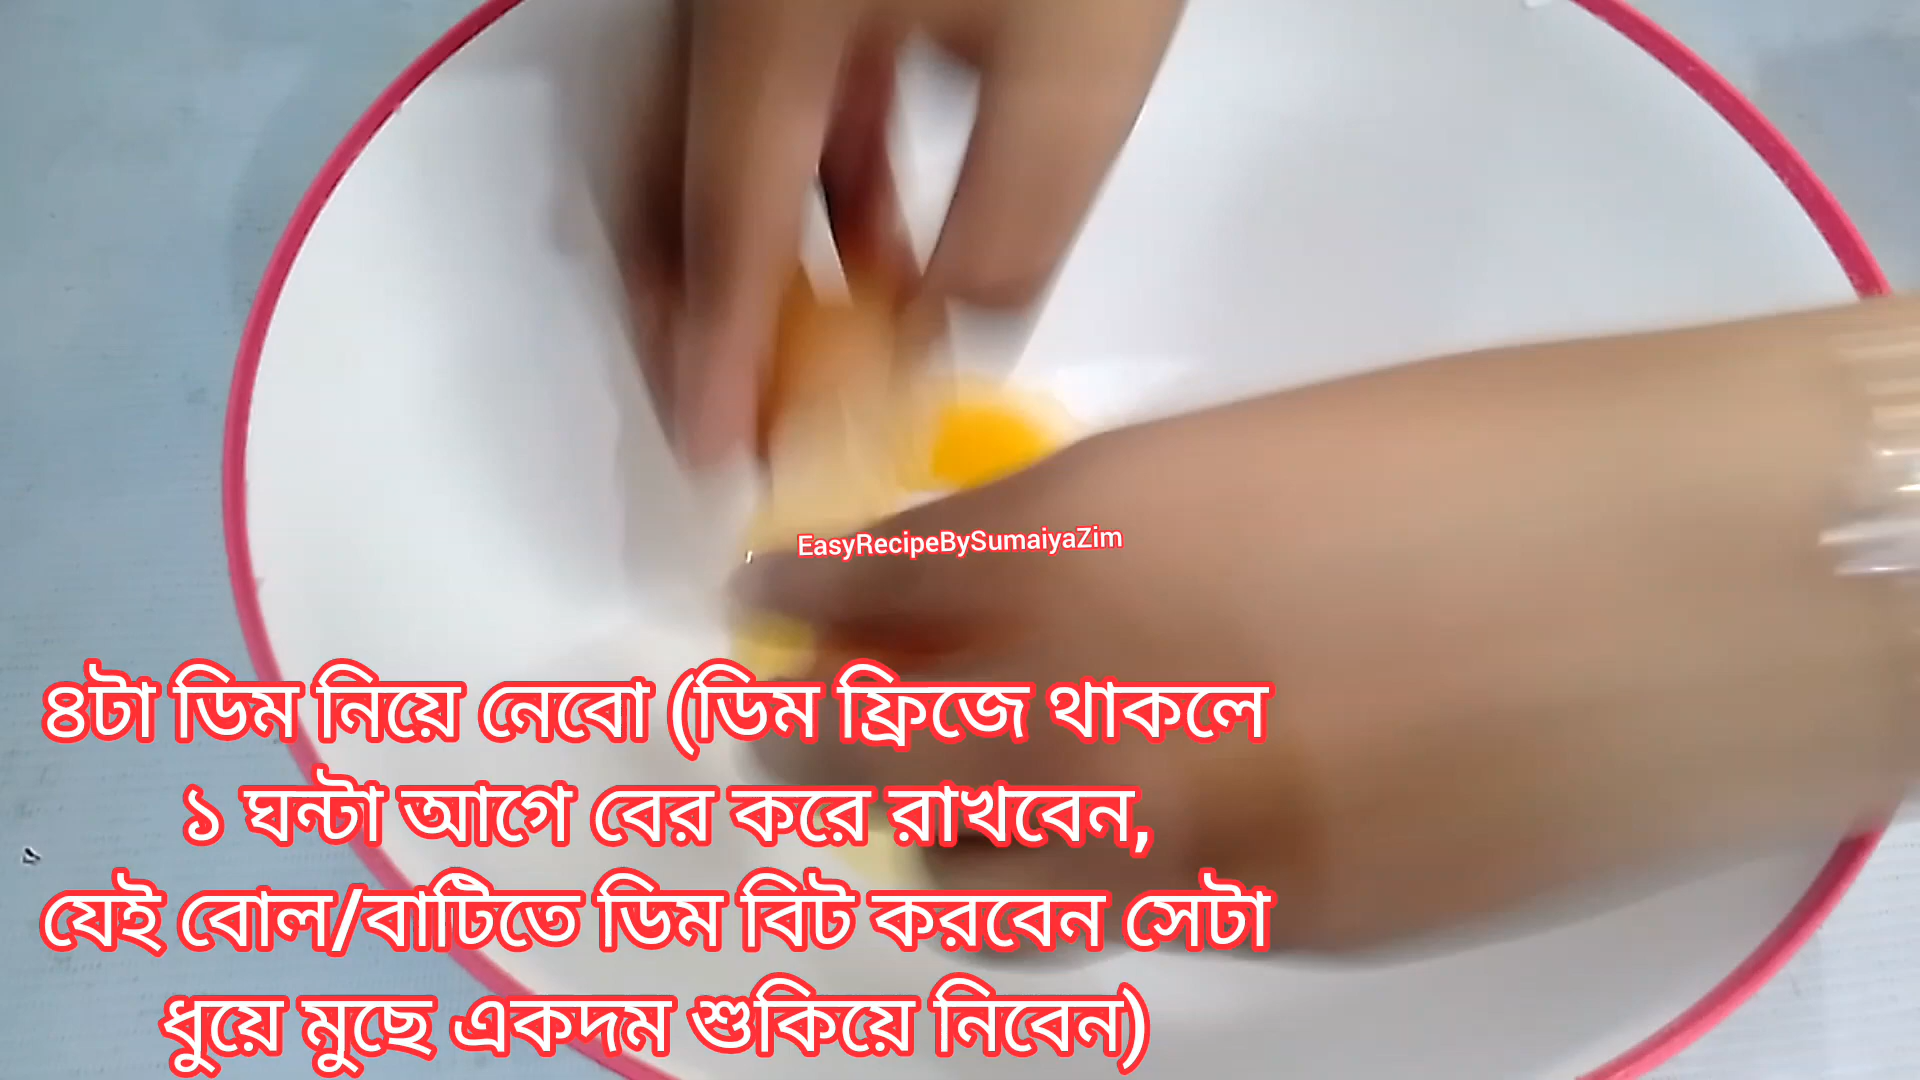 EasyRecipeBySumaiyaZim
৪টা ডিম নিয়ে নেবো (ডিম ফ্রিজে থাকলে
১ ঘন্টা আগে বের করে রাখবেন,
যেই বোল/বাটিতে ডিম বিট করবেন সেটা
ধুয়ে মুছে একদম শুকিয়ে নিবেন)